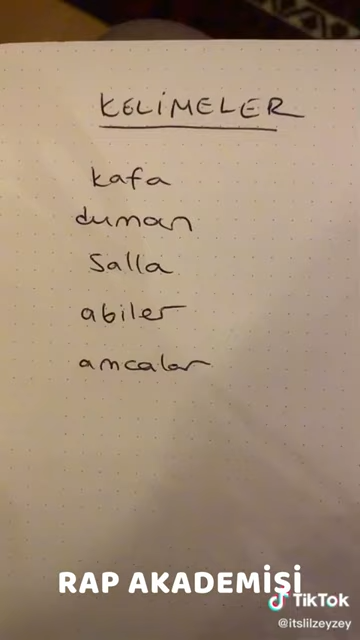 KELİMELER
kafa
duman
salla
abiler
amcalar
RAP AKADEMİSİ
TikTok
@itslilzeyzey